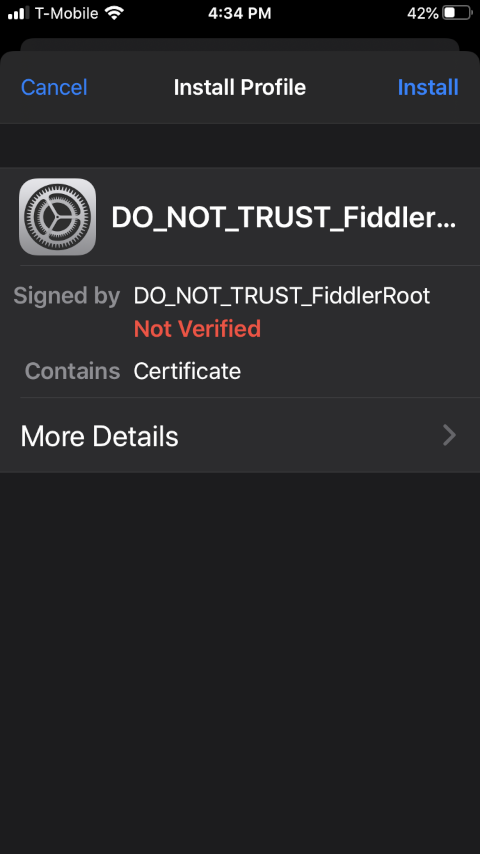 T-Mobile 4:34 PM 42%
Cancel Install Profile Install
DO_NOT_TRUST_Fiddler...
Signed by DO_NOT_TRUST_FiddlerRoot
Not Verified
Contains Certificate
More Details